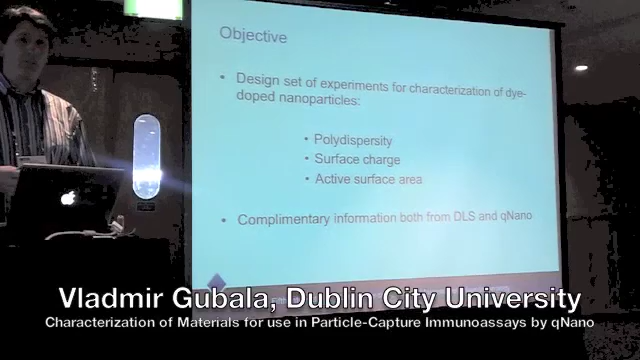 Objective
• Design set of experiments for characterization of dye-
doped nanoparticles:
• Polydispersity
• Surface charge
• Active surface area
• Complimentary information both from DLS and qNano
Vladmir Gubala, Dublin City University
Characterization of Materials for use in Particle-Capture Immunoassays by qNano